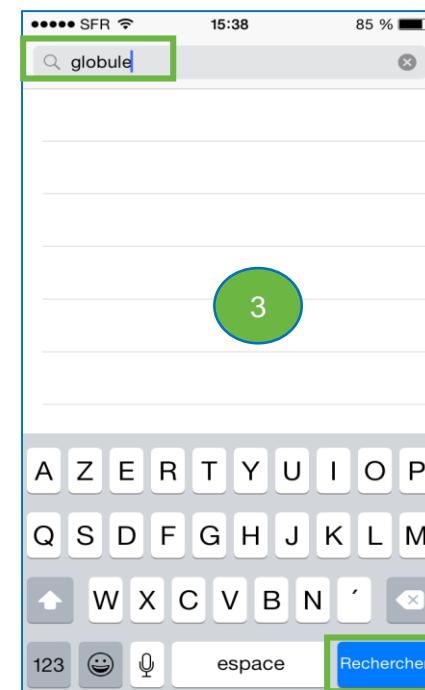 SFR 15:38 85 %
globule
3
A Z E R T Y U I O P
Q S D F G H J K L M
W X C V B N ´
123 espace Rechercher